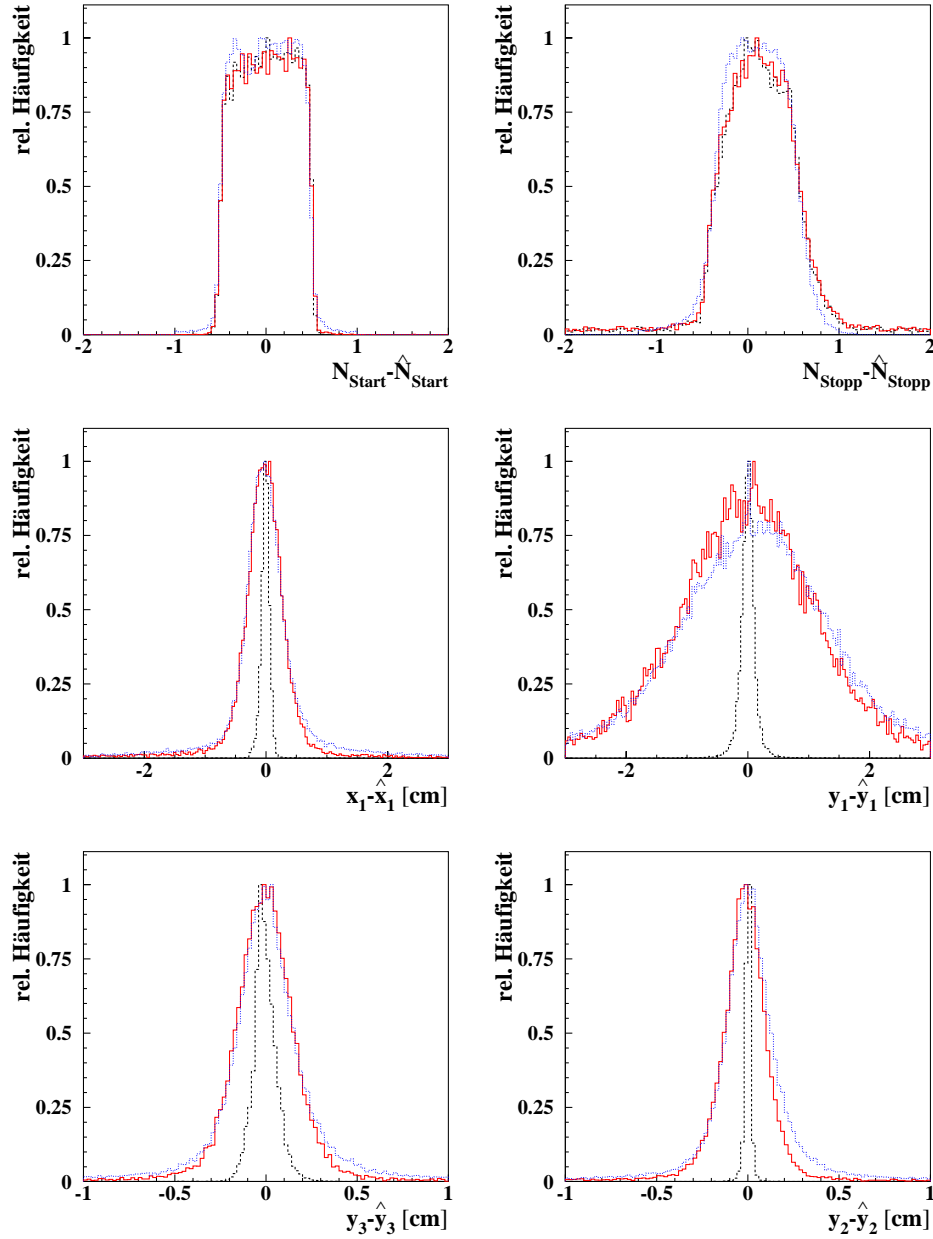 rel. Häufigkeit
1
0.75
0.5
0.25
0
-2 -1 0 1 2
N_Start-N̂_Start
rel. Häufigkeit
1
0.75
0.5
0.25
0
-2 -1 0 1 2
N_Stopp-N̂_Stopp
rel. Häufigkeit
1
0.75
0.5
0.25
0
-2 0 2
x_1-x̂_1 [cm]
rel. Häufigkeit
1
0.75
0.5
0.25
0
-2 0 2
y_1-ŷ_1 [cm]
rel. Häufigkeit
1
0.75
0.5
0.25
0
-1 -0.5 0 0.5 1
y_3-ŷ_3 [cm]
rel. Häufigkeit
1
0.75
0.5
0.25
0
-1 -0.5 0 0.5 1
y_2-ŷ_2 [cm]